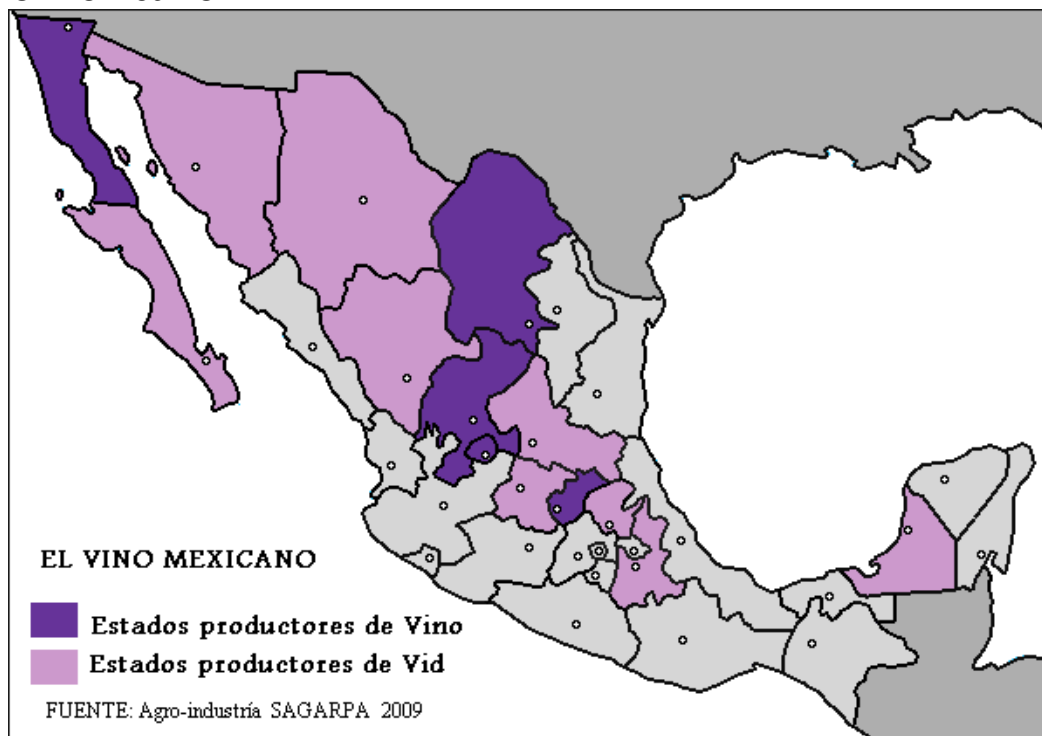 EL VINO MEXICANO
Estados productores de Vino
Estados productores de Vid
FUENTE: Agro-industría SAGARPA 2009